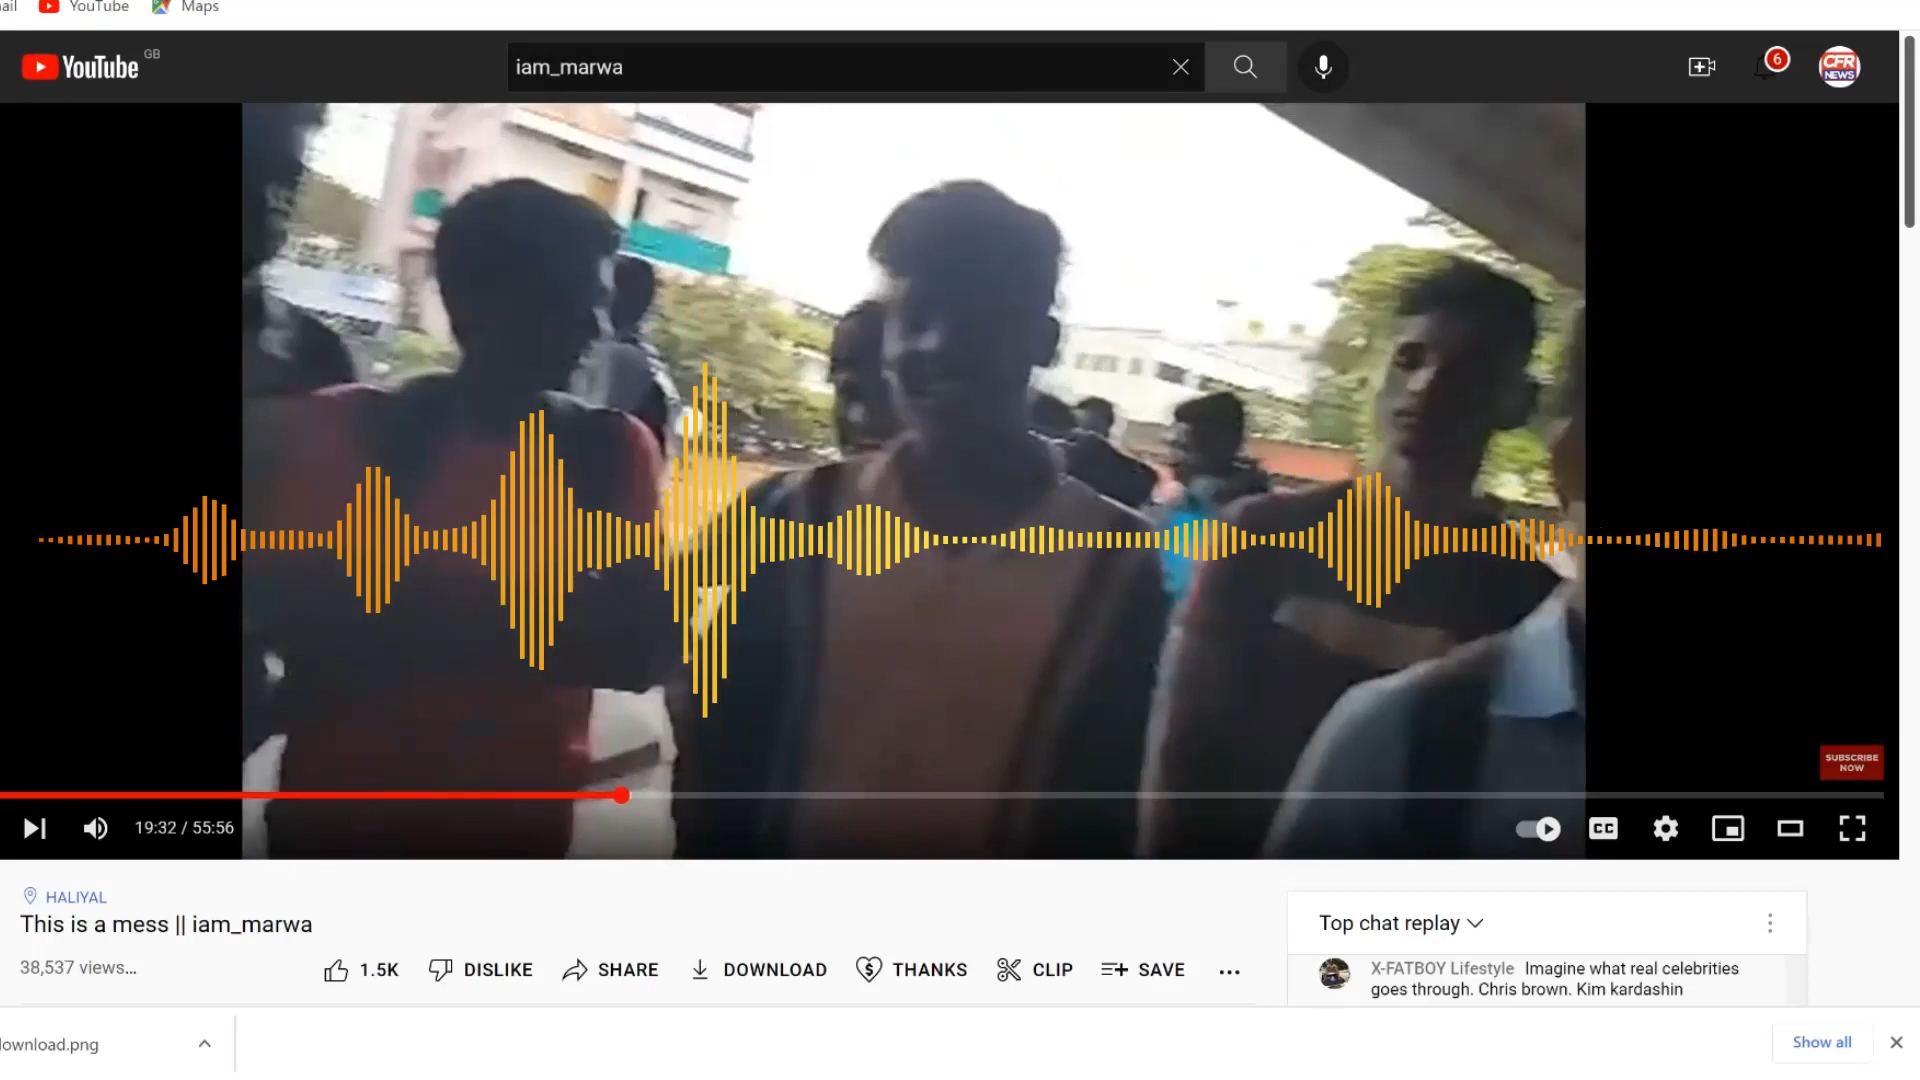 YouTube
Maps
YouTube GB
iam_marwa
6
CFR
NEWS
SUBSCRIBE
NOW
19:32 / 55:56
CC
HALIYAL
This is a mess || iam_marwa
38,537 views...
1.5K
DISLIKE
SHARE
DOWNLOAD
THANKS
CLIP
SAVE
Top chat replay
X-FATBOY Lifestyle Imagine what real celebrities
goes through. Chris brown. Kim kardashin
ownload.png
Show all